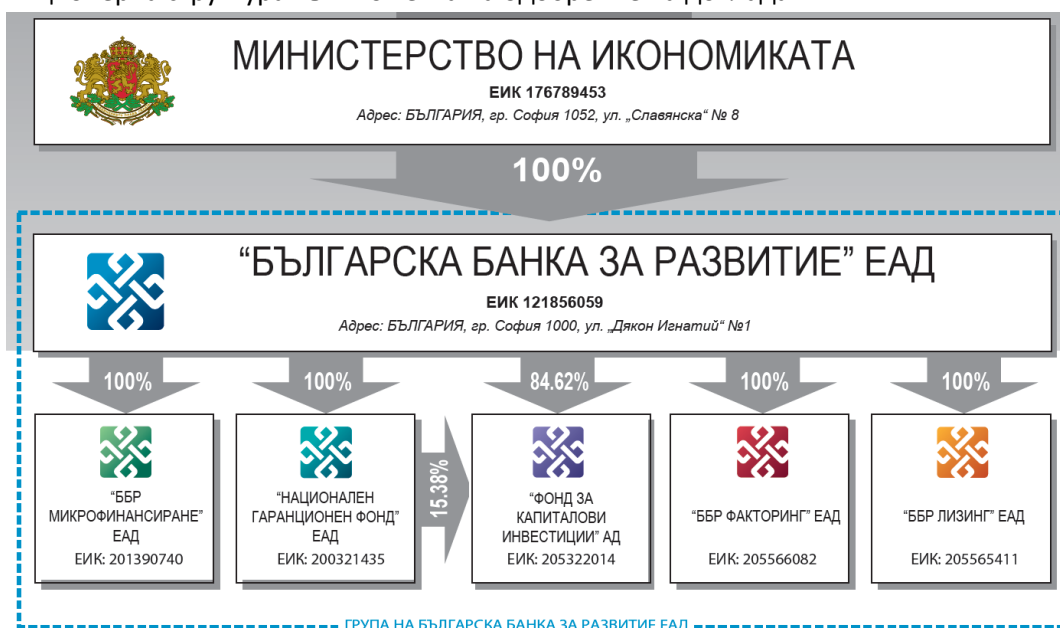 МИНИСТЕРСТВО НА ИКОНОМИКАТА
ЕИК 176789453
Адрес: БЪЛГАРИЯ, гр. София 1052, ул. „Славянска“ № 8
100%
“БЪЛГАРСКА БАНКА ЗА РАЗВИТИЕ” ЕАД
ЕИК 121856059
Адрес: БЪЛГАРИЯ, гр. София 1000, ул. „Дякон Игнатий“ №1
100%
100%
84.62%
100%
100%
“ББР
МИКРОФИНАНСИРАНЕ”
ЕАД
ЕИК: 201390740
“НАЦИОНАЛЕН
ГАРАНЦИОНЕН ФОНД”
ЕАД
ЕИК: 200321435
15.38%
“ФОНД ЗА
КАПИТАЛОВИ
ИНВЕСТИЦИИ” АД
ЕИК: 205322014
“ББР ФАКТОРИНГ” ЕАД
ЕИК: 205566082
“ББР ЛИЗИНГ” ЕАД
ЕИК: 205565411
ГРУПА НА БЪЛГАРСКА БАНКА ЗА РАЗВИТИЕ ЕАД